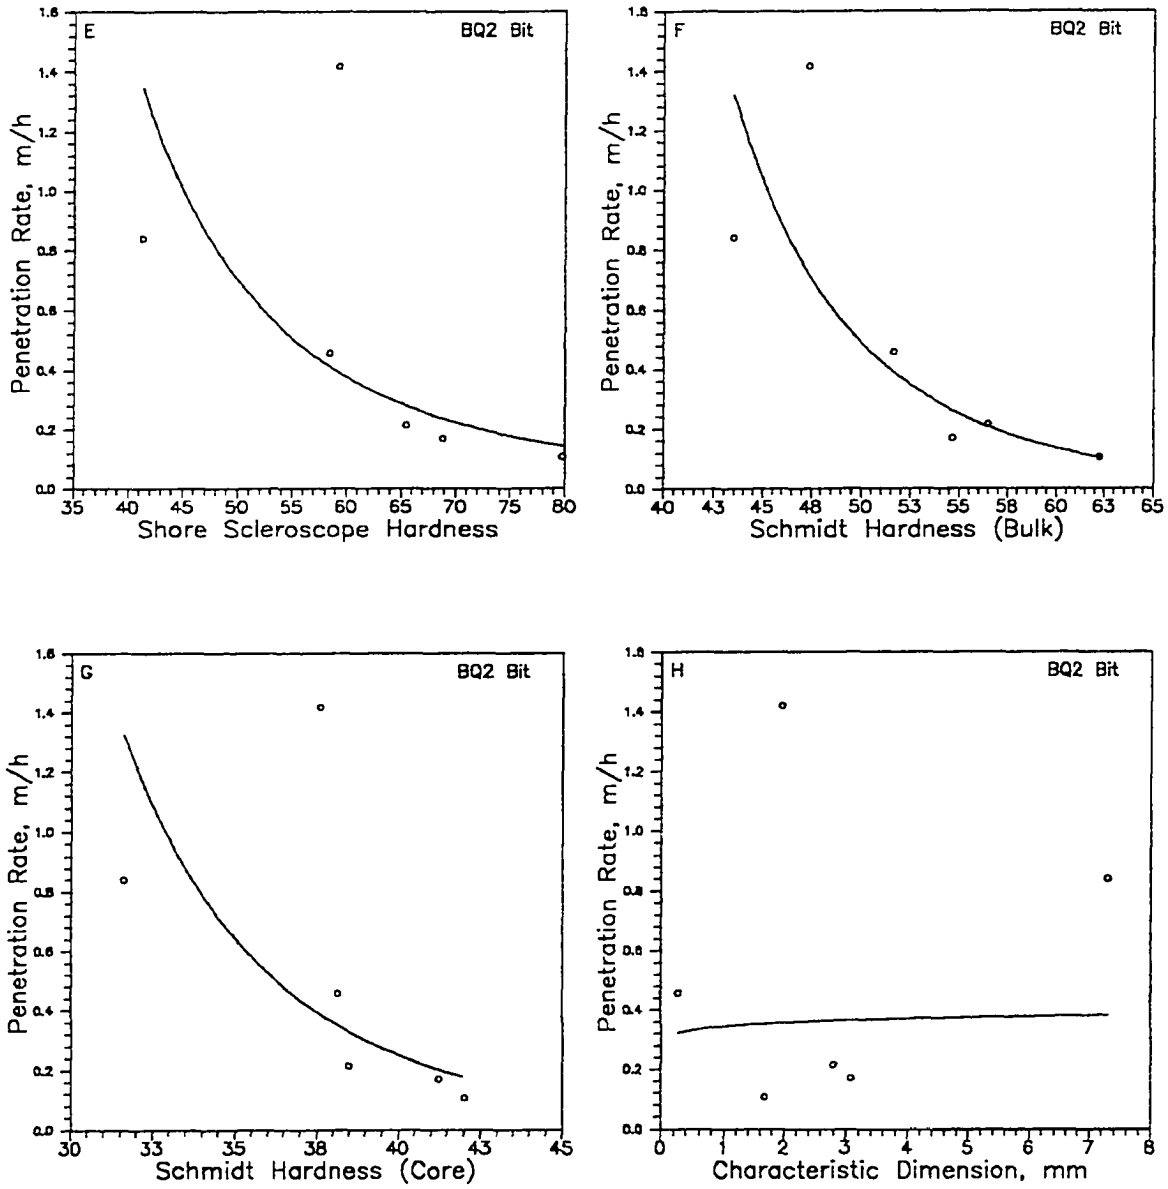 E
BQ2 Bit
Penetration Rate, m/h
1.6
1.4
1.2
1.0
0.8
0.6
0.4
0.2
0.0
35 40 45 50 55 60 65 70 75 80
Shore Scleroscope Hardness
F
BQ2 Bit
Penetration Rate, m/h
1.6
1.4
1.2
1.0
0.8
0.6
0.4
0.2
0.0
40 43 45 48 50 53 55 58 60 63 65
Schmidt Hardness (Bulk)
G
BQ2 Bit
Penetration Rate, m/h
1.6
1.4
1.2
1.0
0.8
0.6
0.4
0.2
0.0
30 33 35 38 40 43 45
Schmidt Hardness (Core)
H
BQ2 Bit
Penetration Rate, m/h
1.6
1.4
1.2
1.0
0.8
0.6
0.4
0.2
0.0
0 1 2 3 4 5 6 7 8
Characteristic Dimension, mm